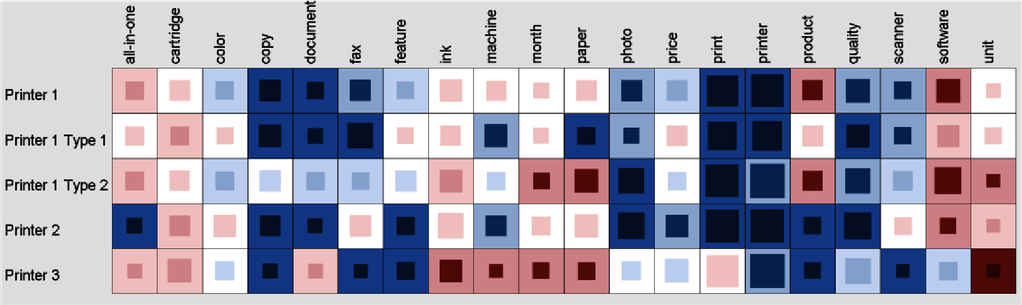 all-in-one
cartridge
color
copy
document
fax
feature
ink
machine
month
paper
photo
price
print
printer
product
quality
scanner
software
unit
Printer 1
Printer 1 Type 1
Printer 1 Type 2
Printer 2
Printer 3